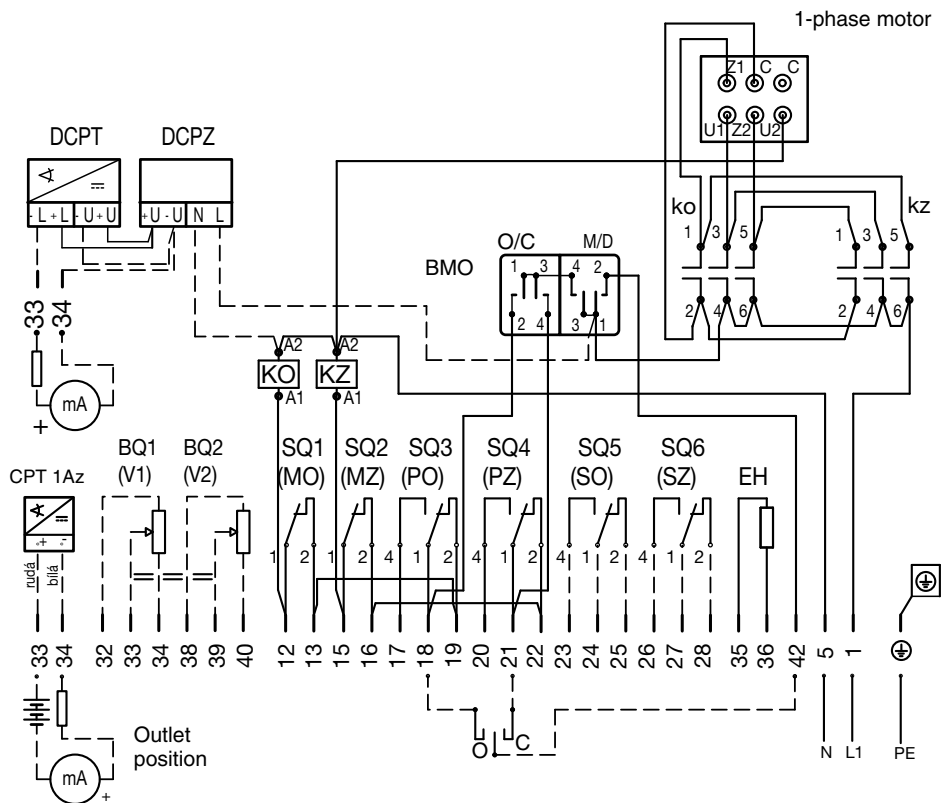 1-phase motor
Z1 C C
U1 Z2 U2
DCPT DCPZ
- L + L - U + U
+U - U N L
ko kz
1 3 5 1 3 5
2 4 6 2 4 6
O/C M/D
BMO
1 3 4 2
2 4 3 1
33 34
mA
+
A2 A2
KO KZ
A1 A1
CPT 1Az
-+ -
rudá
bílá
BQ1
(V1)
BQ2
(V2)
SQ1
(MO)
SQ2
(MZ)
SQ3
(PO)
SQ4
(PZ)
SQ5
(SO)
SQ6
(SZ)
EH
1 2 1 2 4 1 2 4 1 2 4 1 2 4 1 2
33 34 32 33 34 38 39 40 12 13 15 16 17 18 19 20 21 22 23 24 25 26 27 28 35 36 42 5 1
O C
N L1 PE
Outlet
position
mA
+